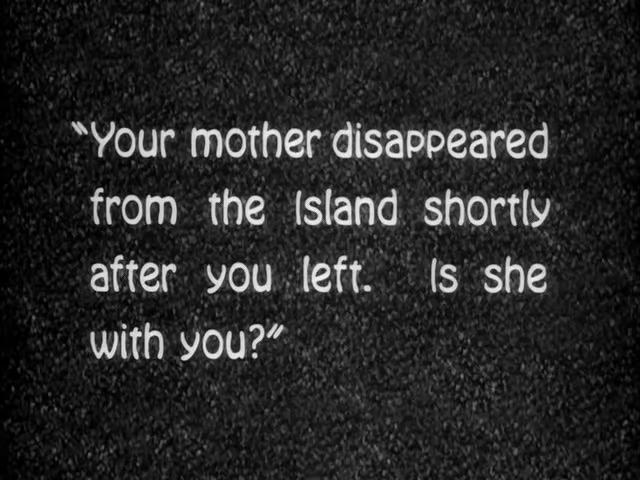 “Your mother disappeared
from the Island shortly
after you left. Is she
with you?”